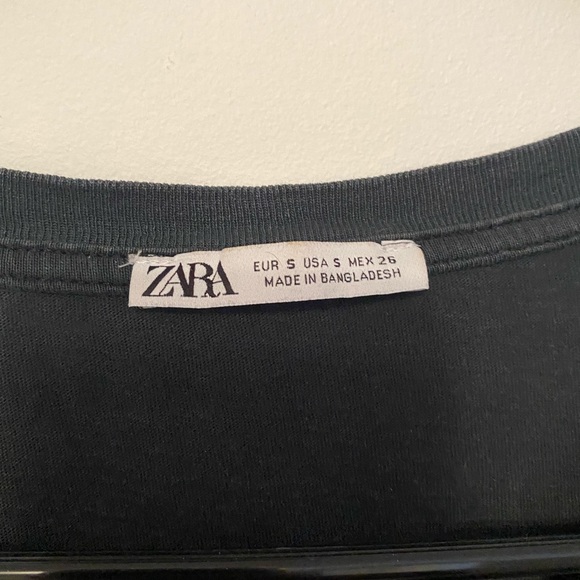 ZARA
EUR S USA S MEX 26
MADE IN BANGLADESH